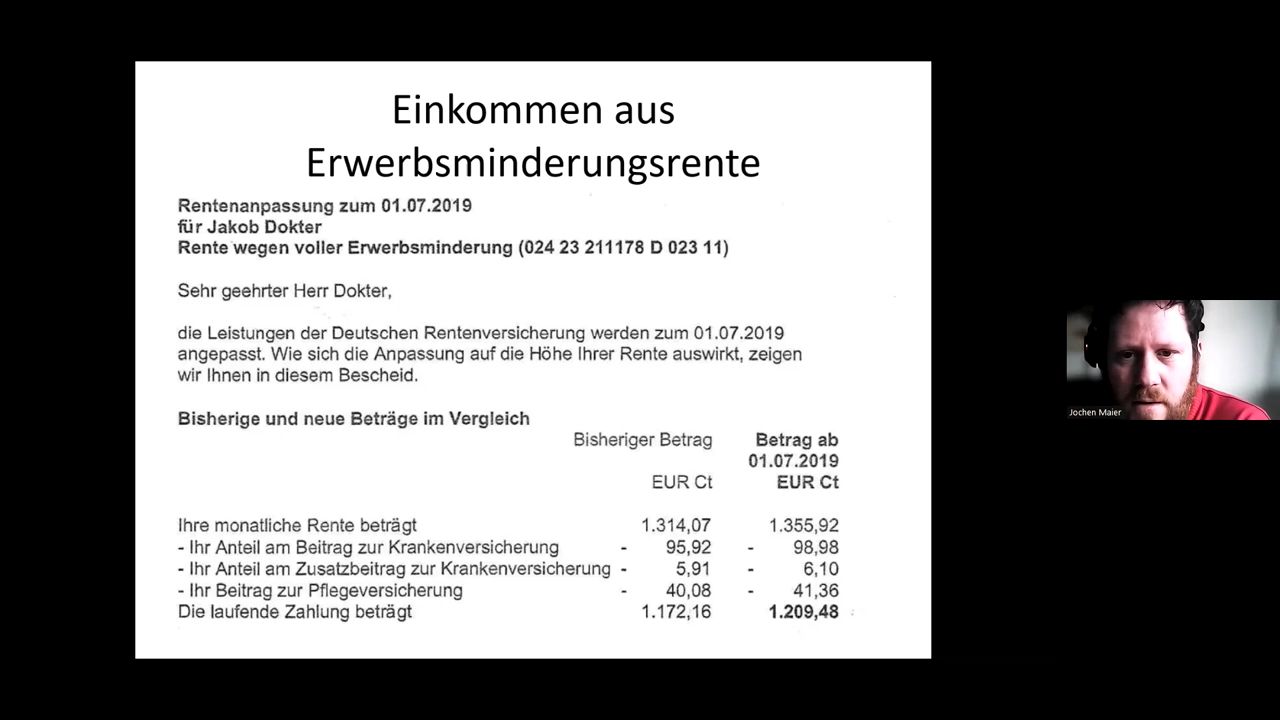 Einkommen aus
Erwerbsminderungsrente
Rentenanpassung zum 01.07.2019
für Jakob Dokter
Rente wegen voller Erwerbsminderung (024 23 211178 D 023 11)
Sehr geehrter Herr Dokter,
die Leistungen der Deutschen Rentenversicherung werden zum 01.07.2019
angepasst. Wie sich die Anpassung auf die Höhe Ihrer Rente auswirkt, zeigen
wir Ihnen in diesem Bescheid.
Bisherige und neue Beträge im Vergleich
Bisheriger Betrag Betrag ab
01.07.2019
EUR Ct EUR Ct
Ihre monatliche Rente beträgt 1.314,07 1.355,92
- Ihr Anteil am Beitrag zur Krankenversicherung - 95,92 - 98,98
- Ihr Anteil am Zusatzbeitrag zur Krankenversicherung - 5,91 - 6,10
- Ihr Beitrag zur Pflegeversicherung - 40,08 - 41,36
Die laufende Zahlung beträgt 1.172,16 1.209,48
Jochen Maier